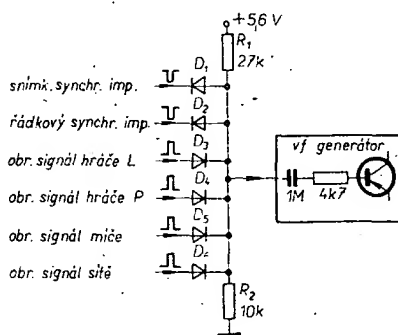 +5,6 V
R1
27k
snímk. synchr. imp.
D1
řádkový synchr. imp.
D2
obr. signál hráče L
D3
obr. signál hráče P
D4
obr. signál míče
D5
obr. signál sítě
R2
10k
vf generátor
1M
4k7